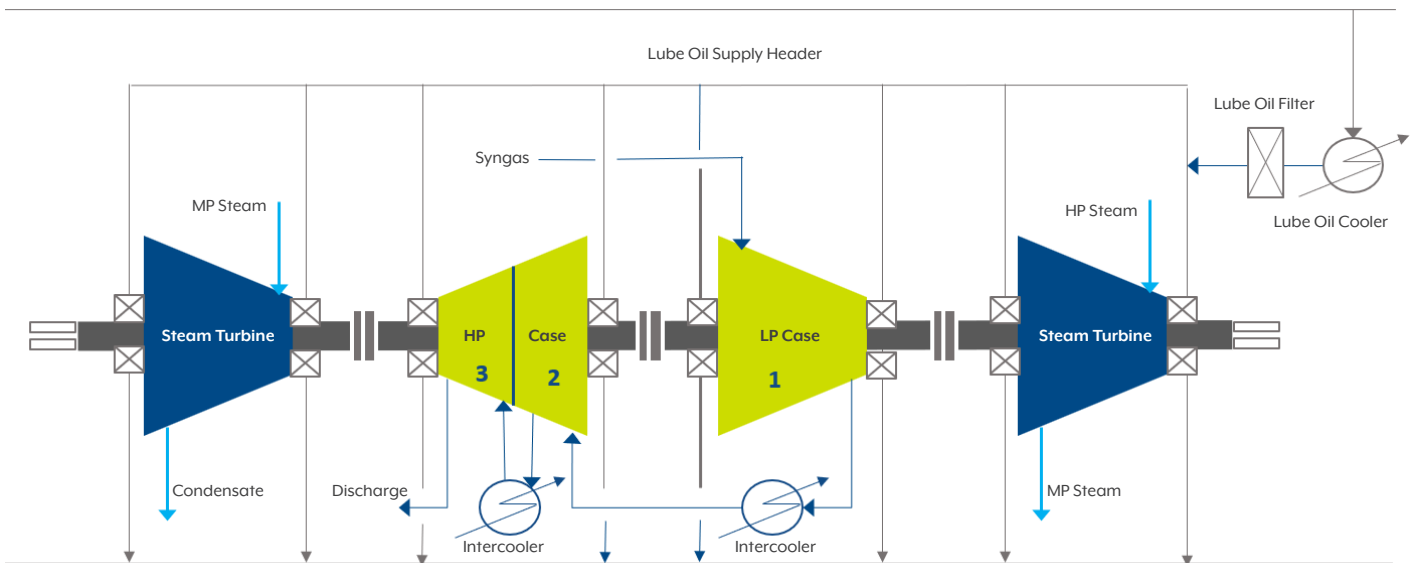 Lube Oil Supply Header
Lube Oil Filter
Syngas
MP Steam
HP Steam
Lube Oil Cooler
Steam Turbine
HP
Case
LP Case
Steam Turbine
3
2
1
Condensate
Discharge
MP Steam
Intercooler
Intercooler